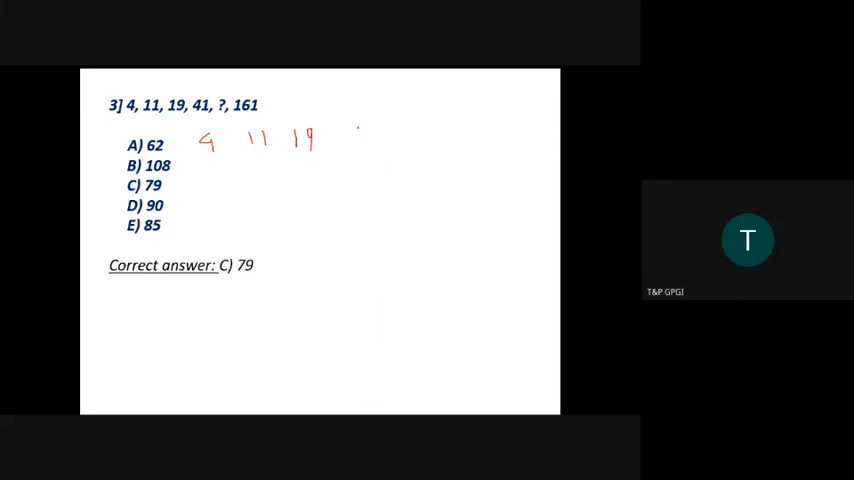 3] 4, 11, 19, 41, ?, 161
A) 62
4 11 19
B) 108
C) 79
D) 90
E) 85
Correct answer: C) 79
T
T&P GPGI